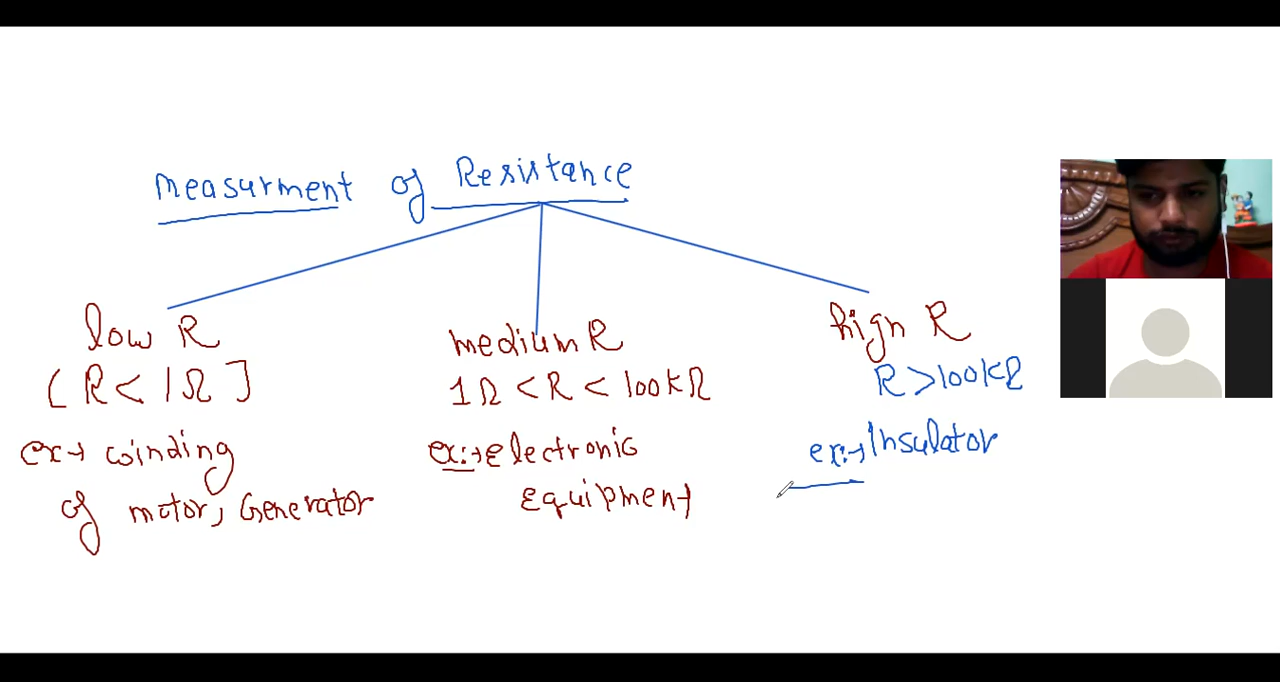 measurment of Resistance
low R
(R < 1Ω]
ex→ winding
of motor, Generator
medium R
1Ω < R < 100kΩ
ex:→ electronic
equipment
high R
R > 100kΩ
ex:→ Insulator